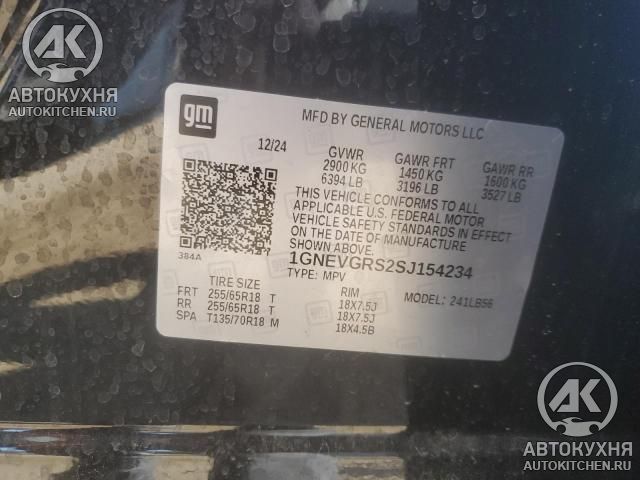 AK
АВТОКУХНЯ
AUTOKITCHEN.RU
gm
MFD BY GENERAL MOTORS LLC
12/24 GVWR GAWR FRT GAWR RR
2900 KG 1450 KG 1600 KG
6394 LB 3196 LB 3527 LB
THIS VEHICLE CONFORMS TO ALL
APPLICABLE U.S. FEDERAL MOTOR
VEHICLE SAFETY STANDARDS IN EFFECT
ON THE DATE OF MANUFACTURE
SHOWN ABOVE.
384A
1GNEVGRS2SJ154234
TYPE: MPV
MODEL: 241LB56
TIRE SIZE RIM
FRT 255/65R18 T 18X7.5J
RR 255/65R18 T 18X7.5J
SPA T135/70R18 M 18X4.5B
AK
АВТОКУХНЯ
AUTOKITCHEN.RU